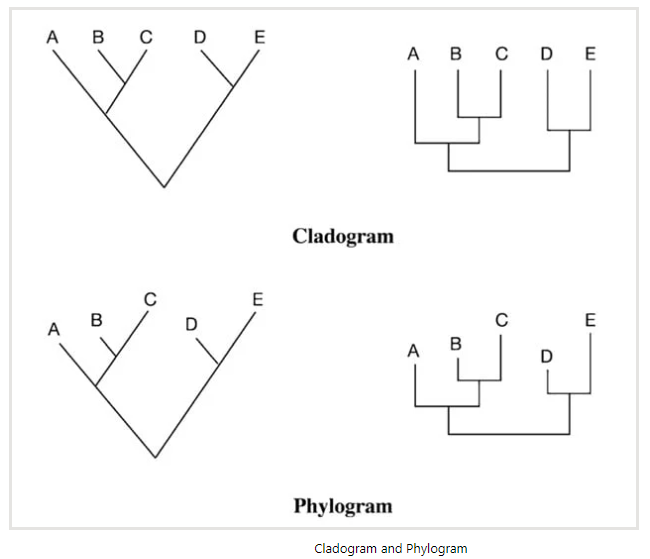 A B C D E
A B C D E
Cladogram
A B C D E
A B C D E
Phylogram
Cladogram and Phylogram